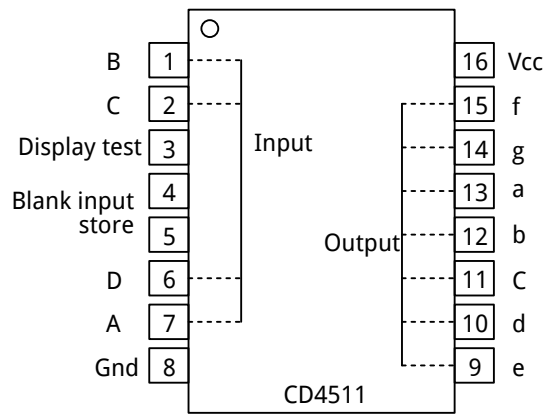 B 1
C 2
Display test 3
Blank input 4
store 5
D 6
A 7
Gnd 8
Input
Output
16 Vcc
15 f
14 g
13 a
12 b
11 C
10 d
9 e
CD4511